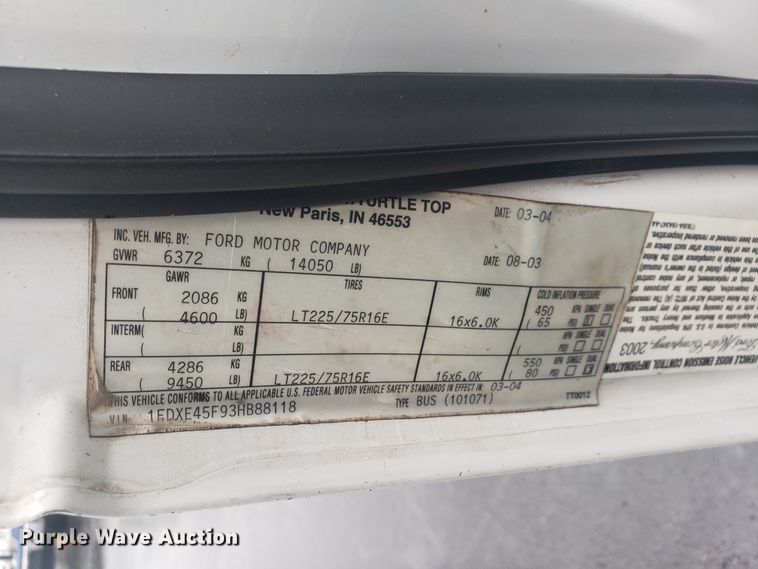 TURTLE TOP
New Paris, IN 46553
DATE: 03-04
INC. VEH. MFG. BY: FORD MOTOR COMPANY
DATE: 08-03
GVWR 6372 KG ( 14050 LB)
GAWR TIRES RIMS COLD INFLATION PRESSURE
FRONT 2086 KG LT225/75R16E 16x6.0K 450 KPA SINGLE DUAL
( 4600 LB) ( 65 PSI)
INTERM( KG
( LB)
REAR 4286 KG LT225/75R16E 16x6.0K 550 KPA SINGLE DUAL
( 9450 LB) ( 80 PSI)
THIS VEHICLE CONFORMS TO ALL APPLICABLE U.S. FEDERAL MOTOR VEHICLE SAFETY STANDARDS IN EFFECT IN 03-04
VIN 1FDXE45F93HB88118 TYPE BUS (101071) TT0012
VEHICLE NOISE EMISSION CONTROL INFORMATION
Ford Motor Company, 2003
Purple Wave Auction